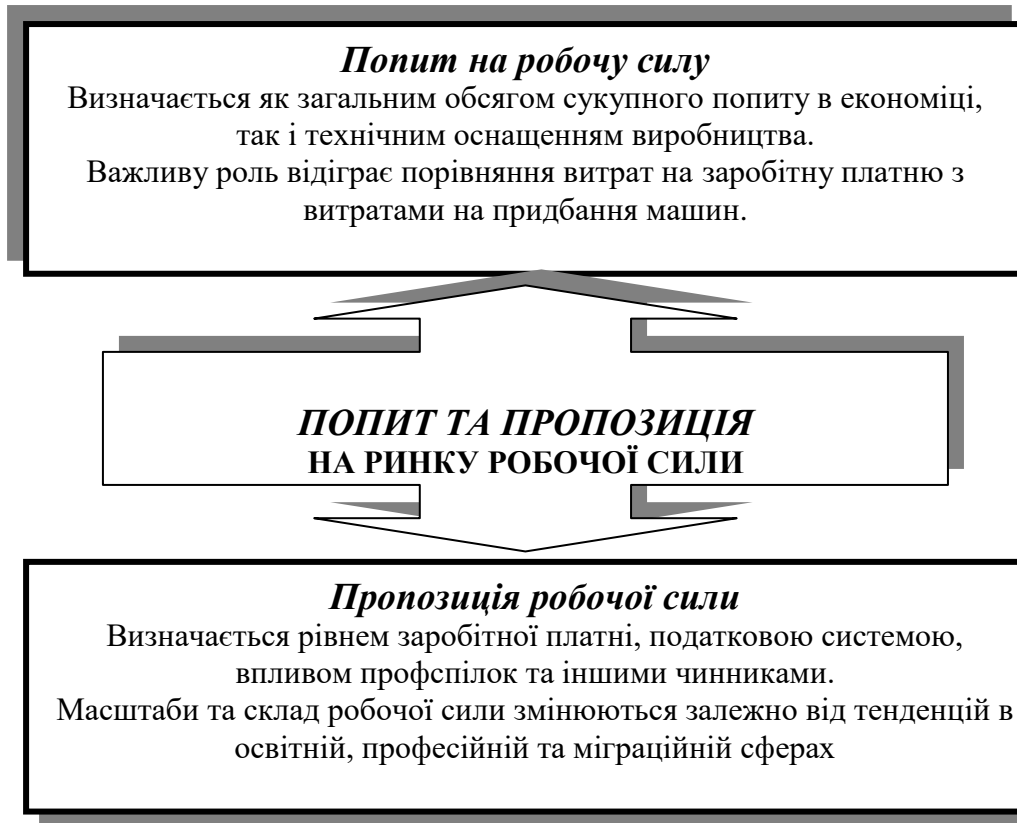 Попит на робочу силу
Визначається як загальним обсягом сукупного попиту в економіці,
так і технічним оснащенням виробництва.
Важливу роль відіграє порівняння витрат на заробітну платню з
витратами на придбання машин.
ПОПИТ ТА ПРОПОЗИЦІЯ
НА РИНКУ РОБОЧОЇ СИЛИ
Пропозиція робочої сили
Визначається рівнем заробітної платні, податковою системою,
впливом профспілок та іншими чинниками.
Масштаби та склад робочої сили змінюються залежно від тенденцій в
освітній, професійній та міграційній сферах